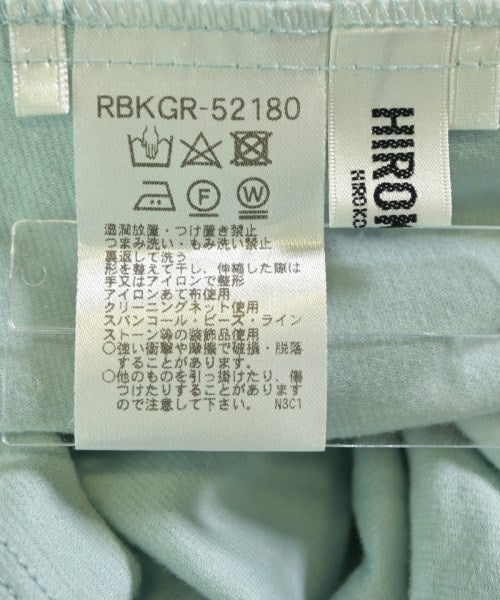 RBKGR-52180
F
W
湿潤放置・つけ置き禁止
つまみ洗い・もみ洗い禁止
裏返して洗う
形を整えて干し、伸縮した際は
手又はアイロンで整形
アイロンあて布使用
クリーニングネット使用
スパンコール・ビーズ・ライン
ストーン等の装飾品使用
○強い衝撃や摩擦で破損・脱落
することがあります。
○他のものを引っ掛けたり、傷
つけたりすることがあります
ので注意して下さい。 N3C1
HIROK
HIROKO